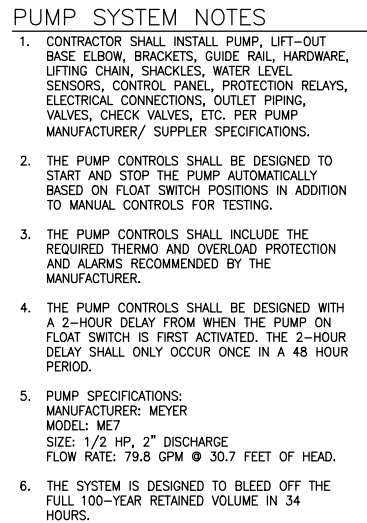 PUMP SYSTEM NOTES
1. CONTRACTOR SHALL INSTALL PUMP, LIFT-OUT
BASE ELBOW, BRACKETS, GUIDE RAIL, HARDWARE,
LIFTING CHAIN, SHACKLES, WATER LEVEL
SENSORS, CONTROL PANEL, PROTECTION RELAYS,
ELECTRICAL CONNECTIONS, OUTLET PIPING,
VALVES, CHECK VALVES, ETC. PER PUMP
MANUFACTURER/ SUPPLER SPECIFICATIONS.
2. THE PUMP CONTROLS SHALL BE DESIGNED TO
START AND STOP THE PUMP AUTOMATICALLY
BASED ON FLOAT SWITCH POSITIONS IN ADDITION
TO MANUAL CONTROLS FOR TESTING.
3. THE PUMP CONTROLS SHALL INCLUDE THE
REQUIRED THERMO AND OVERLOAD PROTECTION
AND ALARMS RECOMMENDED BY THE
MANUFACTURER.
4. THE PUMP CONTROLS SHALL BE DESIGNED WITH
A 2-HOUR DELAY FROM WHEN THE PUMP ON
FLOAT SWITCH IS FIRST ACTIVATED. THE 2-HOUR
DELAY SHALL ONLY OCCUR ONCE IN A 48 HOUR
PERIOD.
5. PUMP SPECIFICATIONS:
MANUFACTURER: MEYER
MODEL: ME7
SIZE: 1/2 HP, 2" DISCHARGE
FLOW RATE: 79.8 GPM @ 30.7 FEET OF HEAD.
6. THE SYSTEM IS DESIGNED TO BLEED OFF THE
FULL 100-YEAR RETAINED VOLUME IN 34
HOURS.